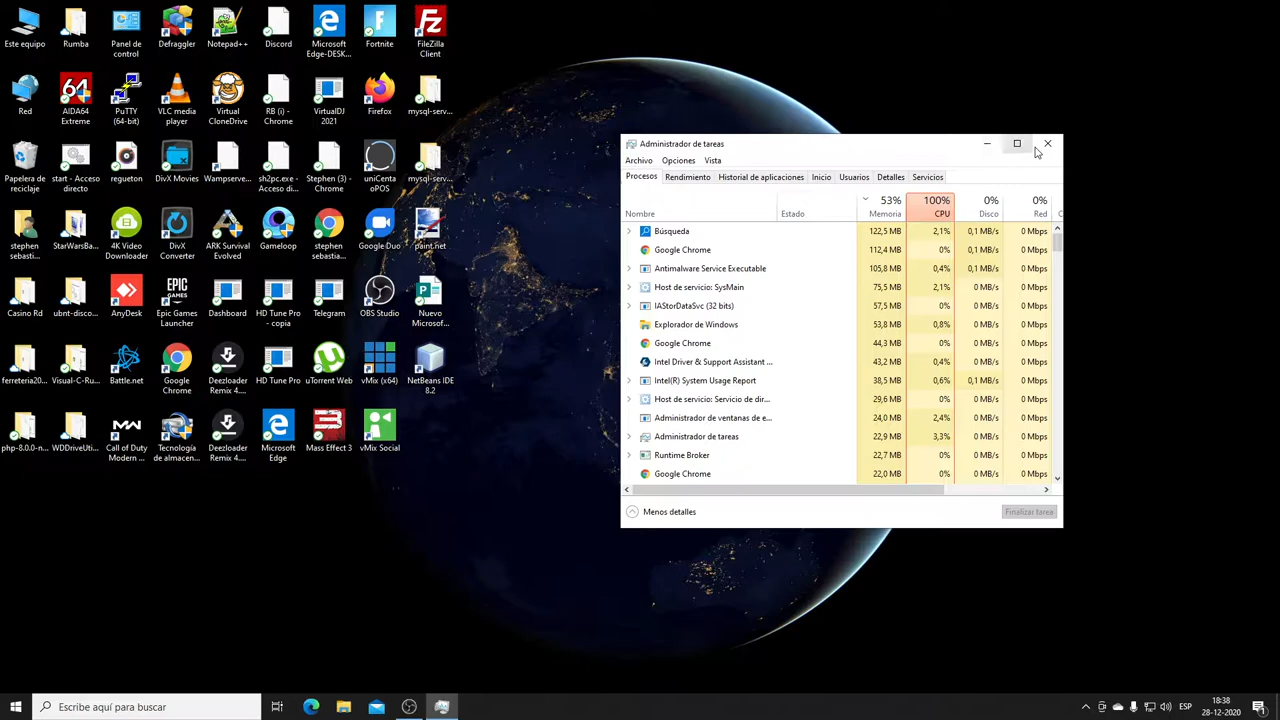 Este equipo
Rumba
Panel de
control
Defraggler
Notepad++
Discord
Microsoft
Edge-DESK...
Fortnite
FileZilla
Client
Red
AIDA64
Extreme
PuTTY
(64-bit)
VLC media
player
Virtual
CloneDrive
RB (i) -
Chrome
VirtualDJ
2021
Firefox
mysql-serv...
Papelera de
reciclaje
start - Acceso
directo
regueton
DivX Movies
Wampserve...
sh2pc.exe -
Acceso di...
Stephen (3) -
Chrome
uniCenta
oPOS
mysql-serv...
stephen
sebasti...
StarWarsBa...
4K Video
Downloader
DivX
Converter
ARK Survival
Evolved
Gameloop
stephen
sebastia...
Google Duo
paint.net
Casino Rd
ubnt-disco...
AnyDesk
EPIC
GAMES
Epic Games
Launcher
Dashboard
HD Tune Pro
- copia
Telegram
OBS Studio
Nuevo
Microsof...
ferreteria20...
Visual-C-Ru...
Battle.net
Google
Chrome
Deezloader
Remix 4....
HD Tune Pro
uTorrent Web
vMix (x64)
NetBeans IDE
8.2
php-8.0.0-n...
WDDriveUti...
Call of Duty
Modern ...
Tecnología
de almacen...
Deezloader
Remix 4....
Microsoft
Edge
Mass Effect 3
vMix Social
Administrador de tareas
Archivo Opciones Vista
Procesos Rendimiento Historial de aplicaciones Inicio Usuarios Detalles Servicios
53% 100% 0% 0%
Nombre Estado Memoria CPU Disco Red
Búsqueda 122,5 MB 2,1% 0,1 MB/s 0 Mbps
Google Chrome 112,4 MB 0% 0 MB/s 0 Mbps
Antimalware Service Executable 105,8 MB 0,4% 0,1 MB/s 0 Mbps
Host de servicio: SysMain 75,5 MB 2,1% 0 MB/s 0 Mbps
IAStorDataSvc (32 bits) 57,5 MB 0% 0 MB/s 0 Mbps
Explorador de Windows 53,8 MB 0,8% 0 MB/s 0 Mbps
Google Chrome 44,3 MB 0% 0 MB/s 0 Mbps
Intel Driver & Support Assistant ... 43,2 MB 0,4% 0 MB/s 0 Mbps
Intel(R) System Usage Report 38,5 MB 0,6% 0,1 MB/s 0 Mbps
Host de servicio: Servicio de dir... 29,6 MB 0% 0 MB/s 0 Mbps
Administrador de ventanas de e... 24,0 MB 2,4% 0 MB/s 0 Mbps
Administrador de tareas 22,9 MB 3,3% 0 MB/s 0 Mbps
Runtime Broker 22,7 MB 0% 0 MB/s 0 Mbps
Google Chrome 22,0 MB 0% 0 MB/s 0 Mbps
Menos detalles Finalizar tarea
Escribe aquí para buscar
ESP
18:38
28-12-2020